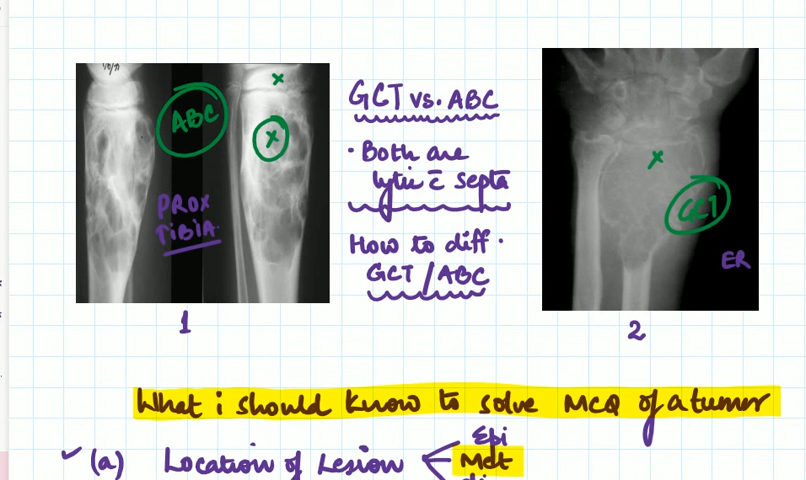 ABC
PROX
TIBIA
1
GCT vs. ABC
· Both are
lytic c̄ septa
How to diff ·
GCT / ABC
GCT
ER
2
What i should know to solve MCQ of a tumor
✓ (a) Location of Lesion < Epi
Met